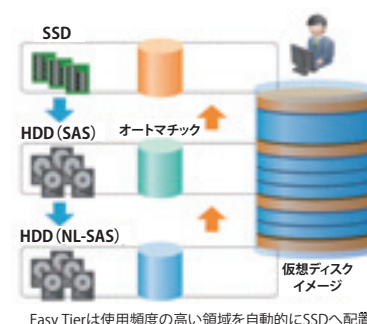 SSD
HDD（SAS）
オートマチック
HDD（NL-SAS）
仮想ディスク
イメージ
Easy Tierは使用頻度の高い領域を自動的にSSDへ配置